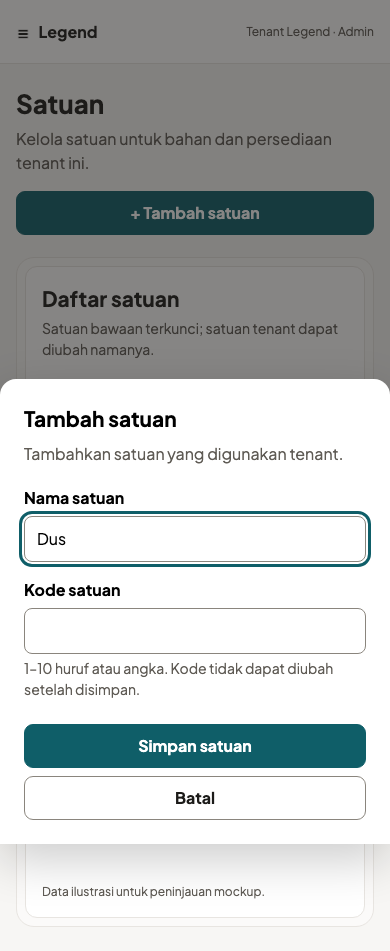 ≡ Legend
Tenant Legend · Admin
Satuan
Kelola satuan untuk bahan dan persediaan
tenant ini.
+ Tambah satuan
Daftar satuan
Satuan bawaan terkunci; satuan tenant dapat
diubah namanya.
Tambah satuan
Tambahkan satuan yang digunakan tenant.
Nama satuan
Dus
Kode satuan
1–10 huruf atau angka. Kode tidak dapat diubah
setelah disimpan.
Simpan satuan
Batal
Data ilustrasi untuk peninjauan mockup.